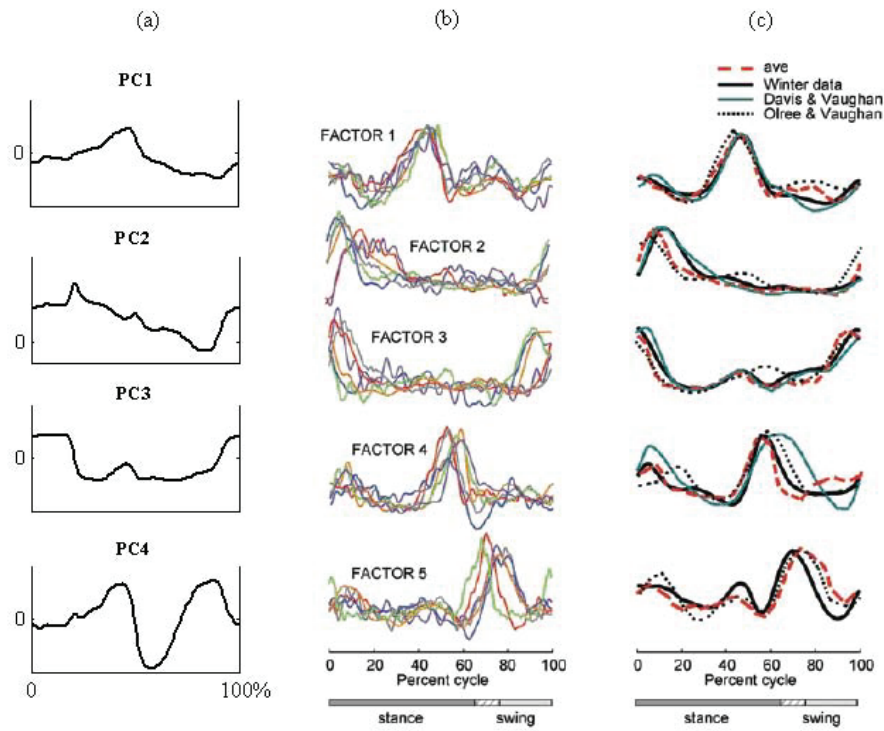 (a)
(b)
(c)
PC1
0
PC2
0
PC3
0
PC4
0
0
100%
FACTOR 1
FACTOR 2
FACTOR 3
FACTOR 4
FACTOR 5
0 20 40 60 80 100
Percent cycle
stance swing
ave
Winter data
Davis & Vaughan
Olree & Vaughan
0 20 40 60 80 100
Percent cycle
stance swing